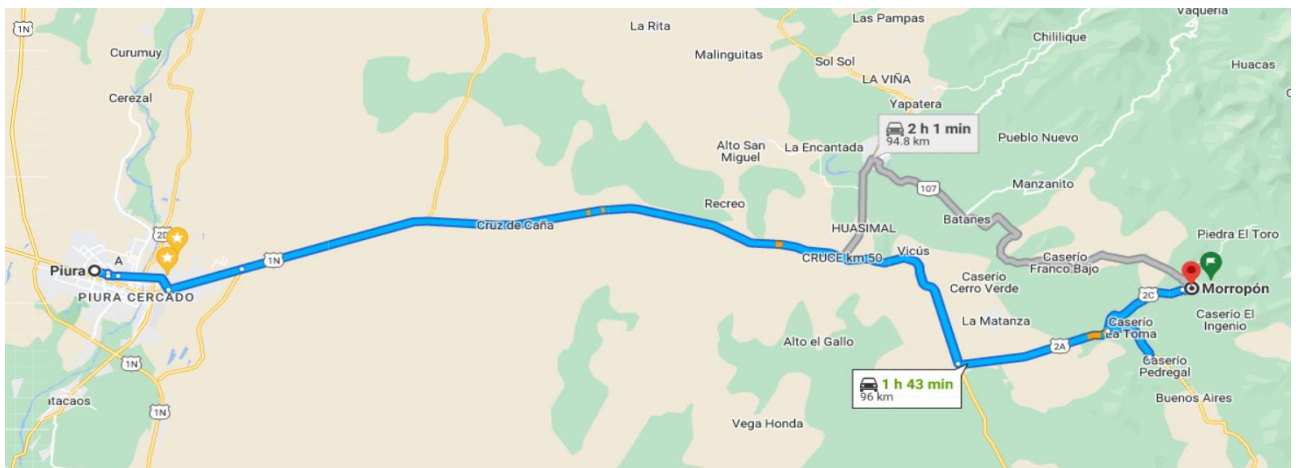 1N
La Rita
Las Pampas
Vaquería
Chililique
Curumuy
Malinguitas
Sol Sol
Huacas
LA VIÑA
Cerezal
Yapatera
2 h 1 min
94.8 km
Pueblo Nuevo
Alto San
Miguel
La Encantada
107
Manzanito
Recreo
Batanes
2D
Cruz de Caña
HUASIMAL
Piedra El Toro
A
Vicús
Piura
1N
CRUCE km 50
Caserío
Franco Bajo
Caserío
Cerro Verde
Morropón
PIURA CERCADO
2C
Caserío El
Ingenio
La Matanza
Caserío
La Toma
Alto el Gallo
2A
1N
Caserío
Pedregal
1 h 43 min
96 km
Buenos Aires
atacaos
1N
Vega Honda